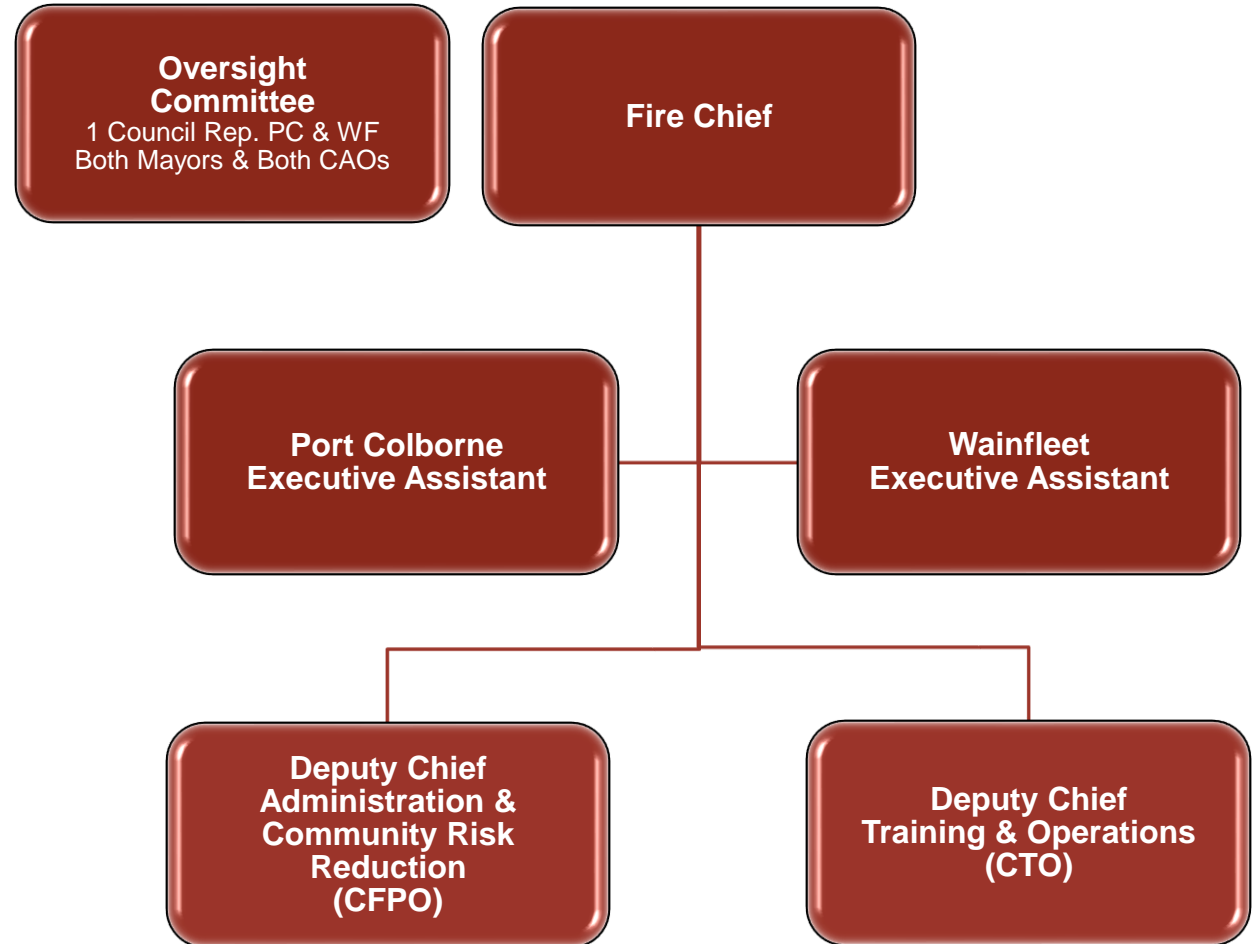 Oversight
Committee
1 Council Rep. PC & WF
Both Mayors & Both CAOs
Fire Chief
Port Colborne
Executive Assistant
Wainfleet
Executive Assistant
Deputy Chief
Administration &
Community Risk
Reduction
(CFPO)
Deputy Chief
Training & Operations
(CTO)